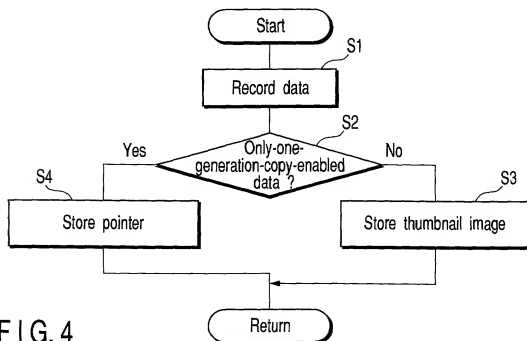 Start
S1
Record data
S2
Only-one-
generation-copy-enabled
data ?
Yes
No
S4
Store pointer
S3
Store thumbnail image
Return
FIG. 4